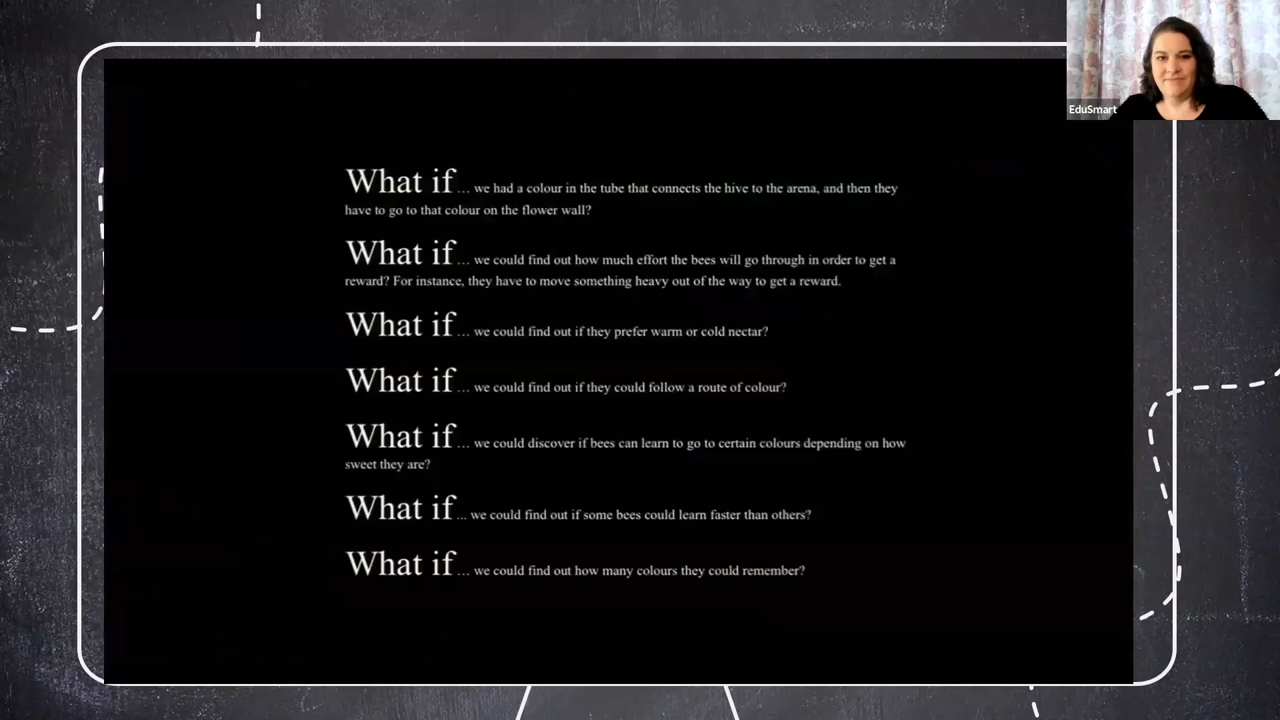 EduSmart
What if... we had a colour in the tube that connects the hive to the arena, and then they
have to go to that colour on the flower wall?
What if... we could find out how much effort the bees will go through in order to get a
reward? For instance, they have to move something heavy out of the way to get a reward.
What if... we could find out if they prefer warm or cold nectar?
What if... we could find out if they could follow a route of colour?
What if... we could discover if bees can learn to go to certain colours depending on how
sweet they are?
What if... we could find out if some bees could learn faster than others?
What if... we could find out how many colours they could remember?